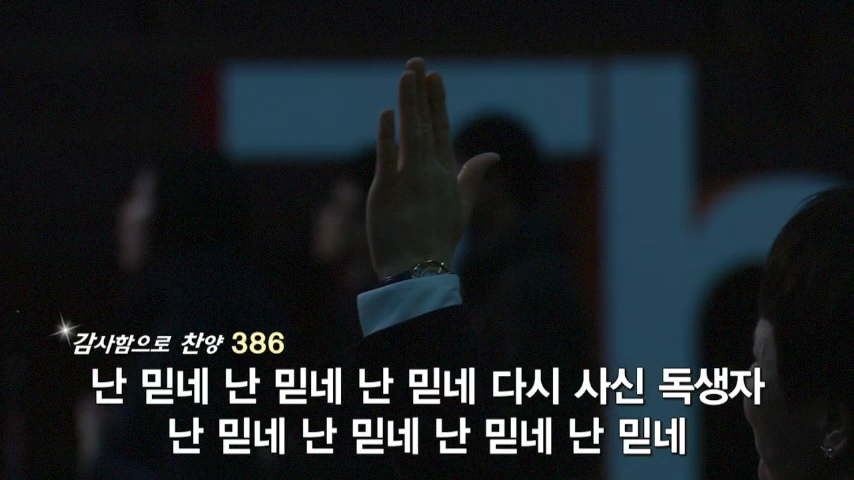 감사함으로 찬양 386
난 믿네 난 믿네 난 믿네 다시 사신 독생자
난 믿네 난 믿네 난 믿네 난 믿네